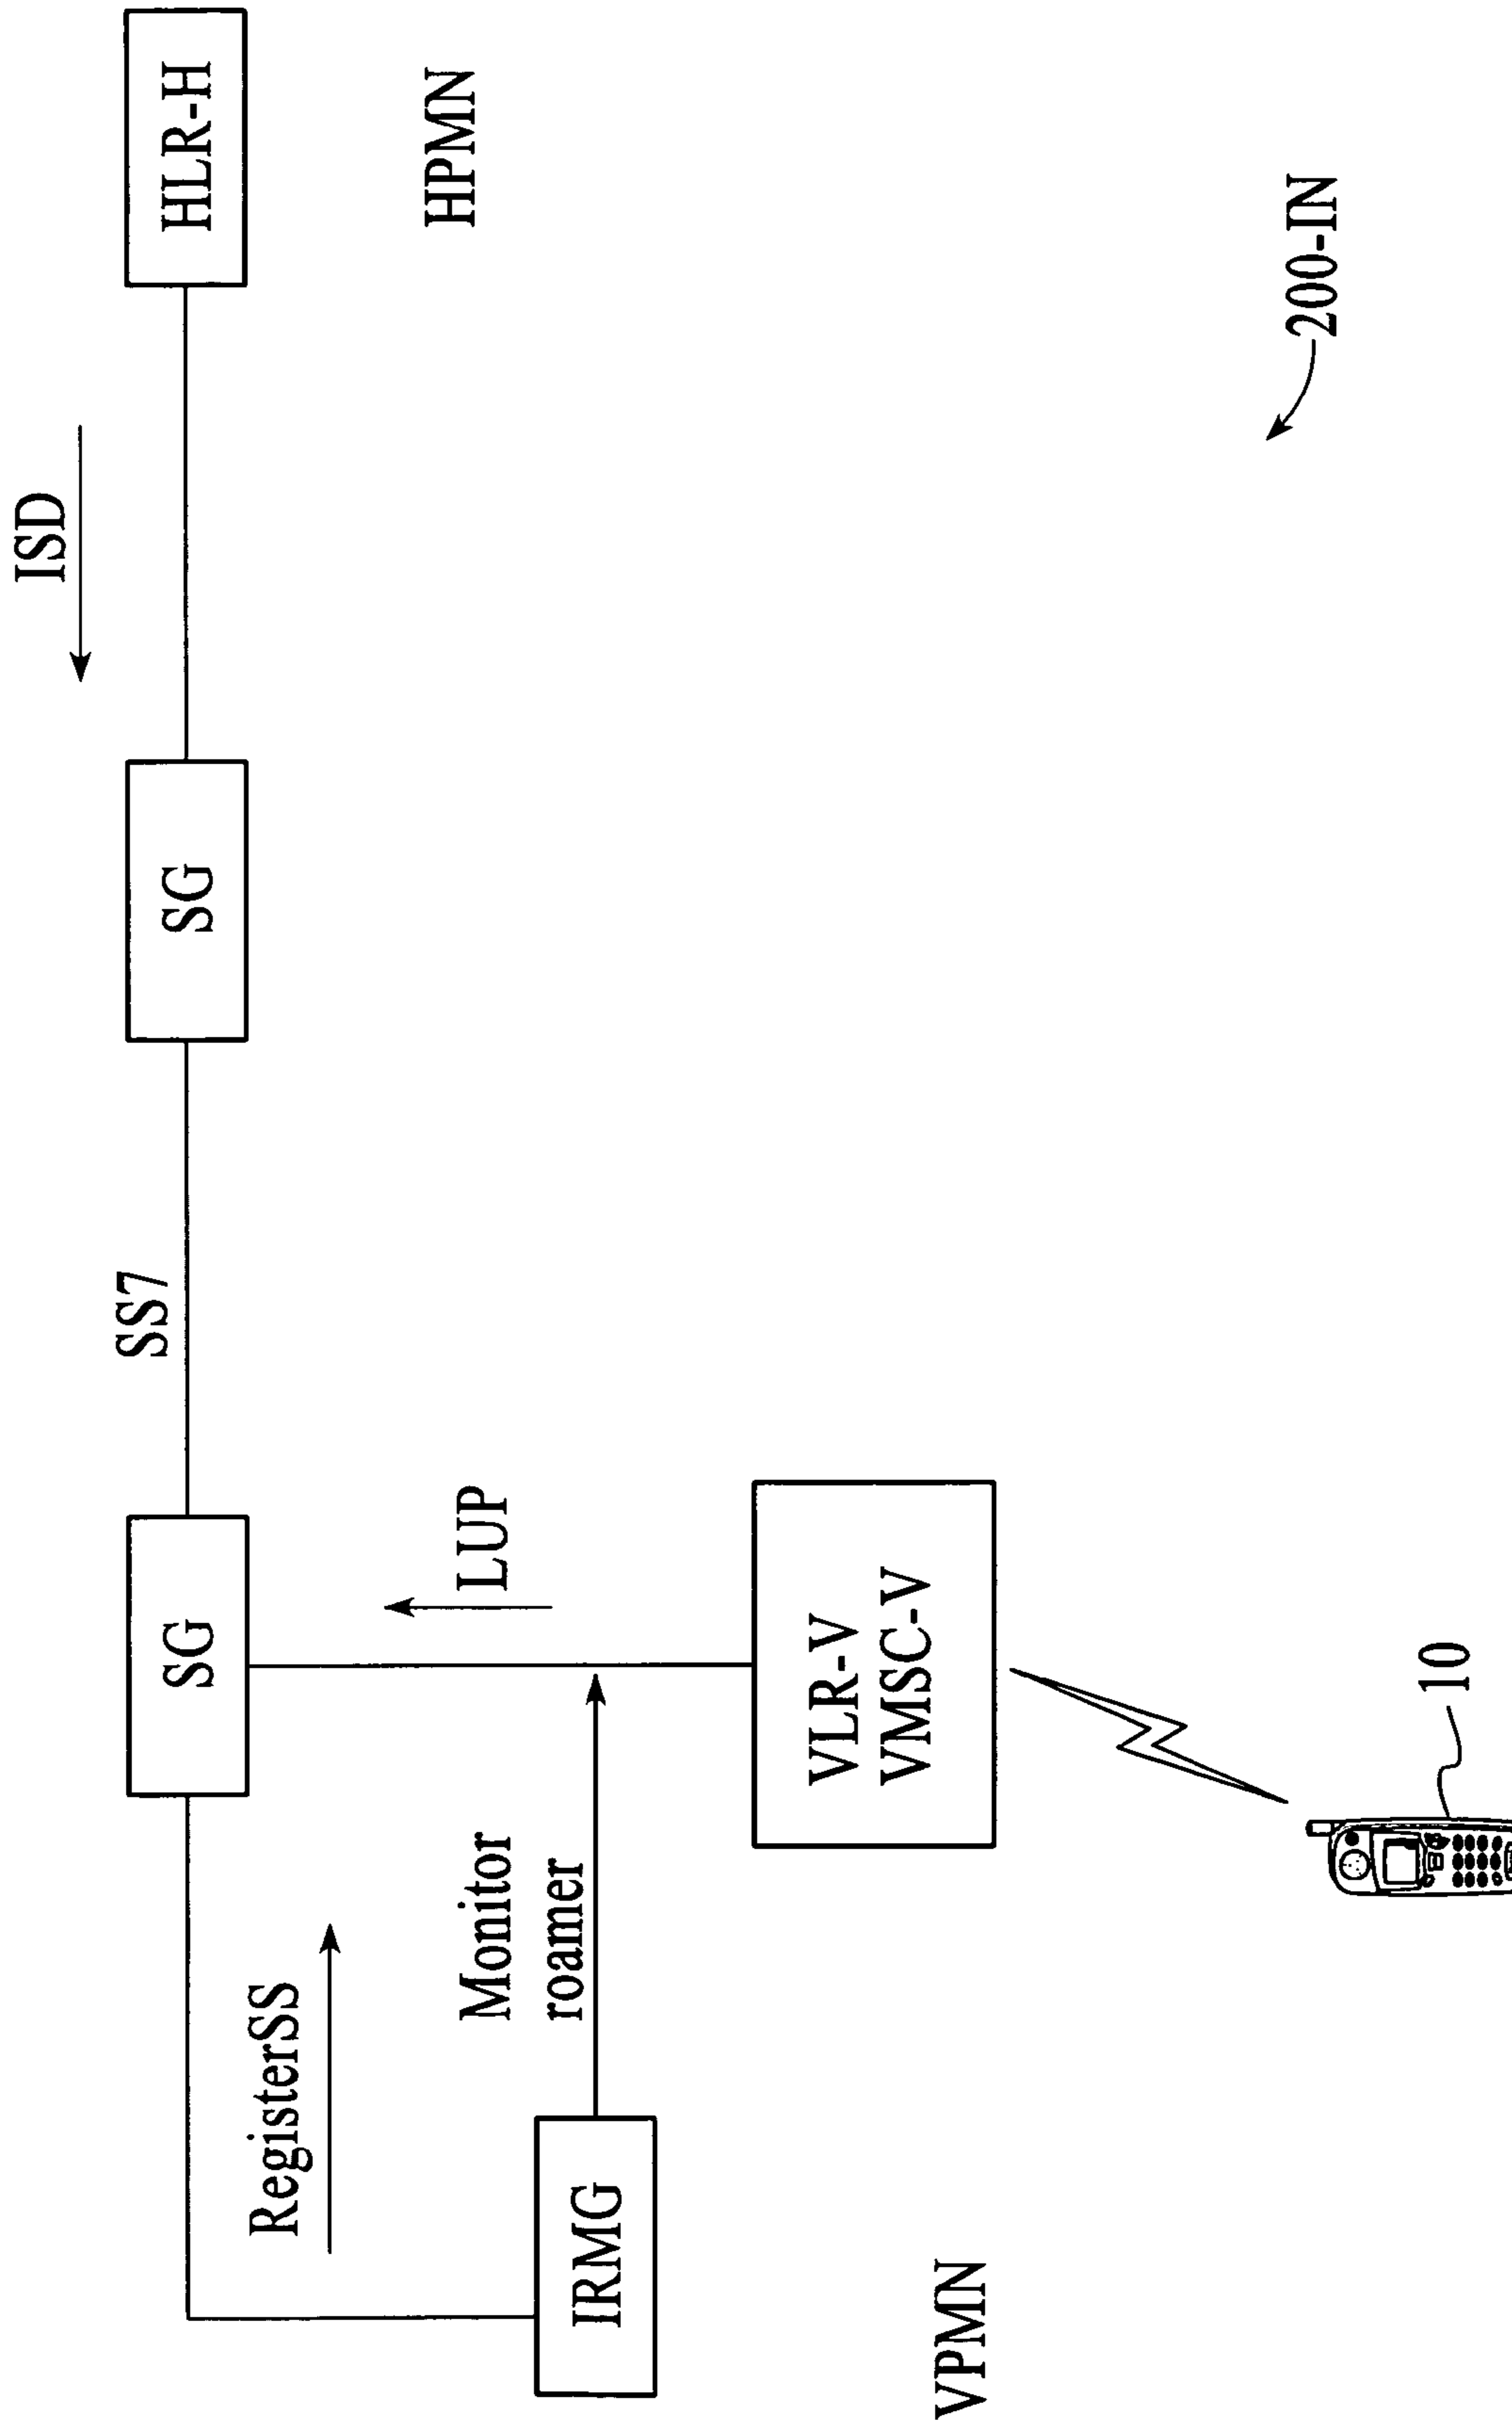 RegisterSS
SG
SS7
SG
ISD
HLR-H
Monitor
roamer
LUP
HPMN
IRMG
VLR-V
VMSC-V
VPMN
10
200-IN